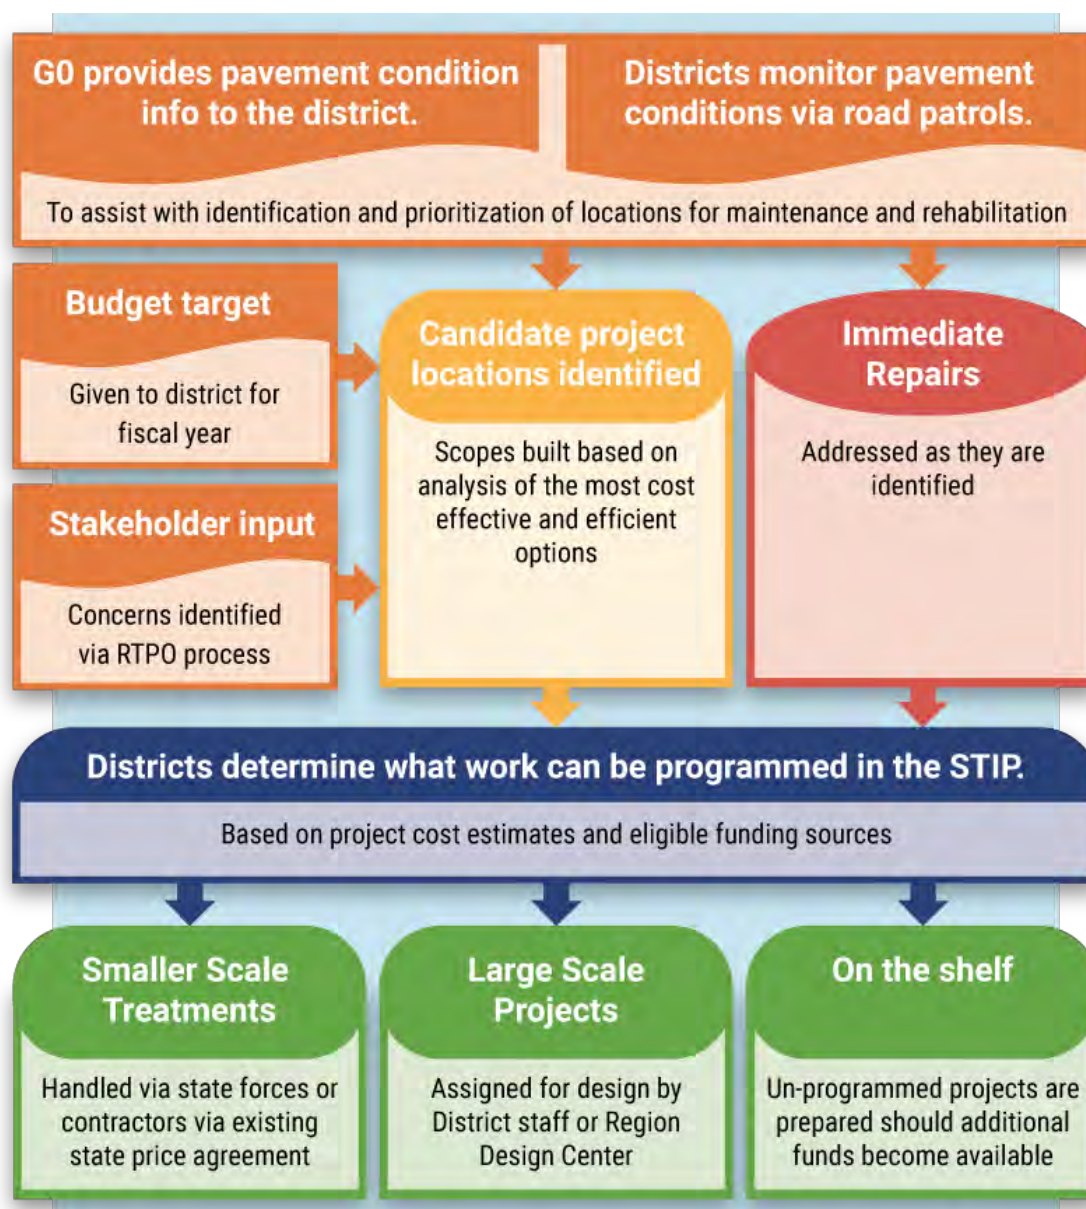 G0 provides pavement condition
info to the district.
Districts monitor pavement
conditions via road patrols.
To assist with identification and prioritization of locations for maintenance and rehabilitation
Budget target
Given to district for
fiscal year
Stakeholder input
Concerns identified
via RTPO process
Candidate project
locations identified
Scopes built based on
analysis of the most cost
effective and efficient
options
Immediate
Repairs
Addressed as they are
identified
Districts determine what work can be programmed in the STIP.
Based on project cost estimates and eligible funding sources
Smaller Scale
Treatments
Handled via state forces or
contractors via existing
state price agreement
Large Scale
Projects
Assigned for design by
District staff or Region
Design Center
On the shelf
Un-programmed projects are
prepared should additional
funds become available